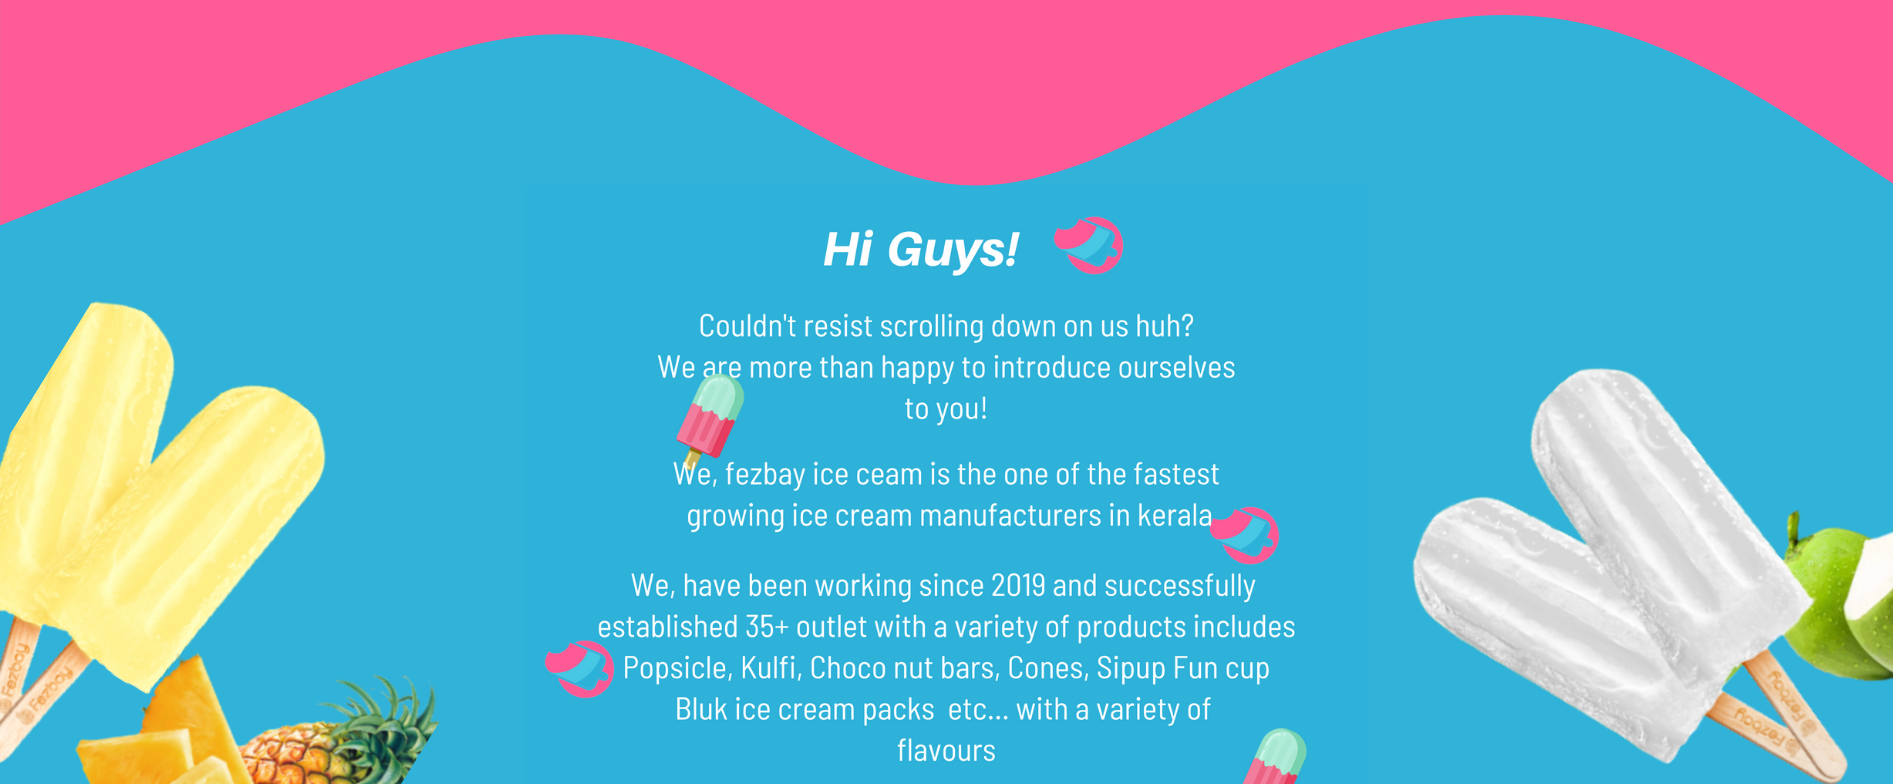 Hi Guys!
Couldn't resist scrolling down on us huh?
We are more than happy to introduce ourselves
to you!
We, fezbay ice ceam is the one of the fastest
growing ice cream manufacturers in kerala
We, have been working since 2019 and successfully
established 35+ outlet with a variety of products includes
Popsicle, Kulfi, Choco nut bars, Cones, Sipup Fun cup
Bluk ice cream packs etc... with a variety of
flavours
Fezbay
Fezbay
Fezbay
Fezbay